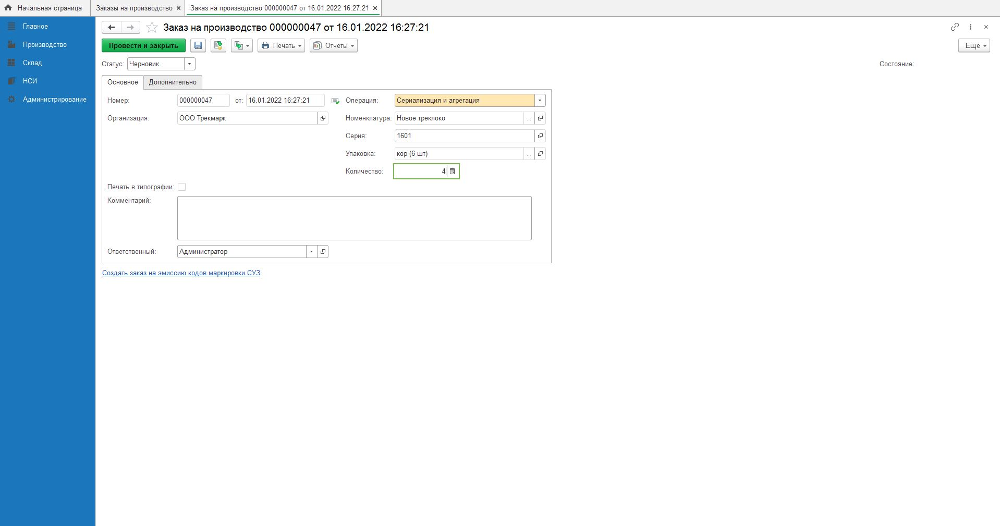 Начальная страница
Заказы на производство
Заказ на производство 000000047 от 16.01.2022 16:27:21
Главное
Производство
Склад
НСИ
Администрирование
Заказ на производство 000000047 от 16.01.2022 16:27:21
Провести и закрыть
Печать
Отчеты
Еще
Статус: Черновик
Состояние:
Основное
Дополнительно
Номер: 000000047 от: 16.01.2022 16:27:21
Операция: Сериализация и агрегация
Организация: ООО Трекмарк
Номенклатура: Новое треклоко ...
Серия: 1601
Упаковка: кор (6 шт) ...
Количество: 4
Печать в типографии:
Комментарий:
Ответственный: Администратор
Создать заказ на эмиссию кодов маркировки СУЗ